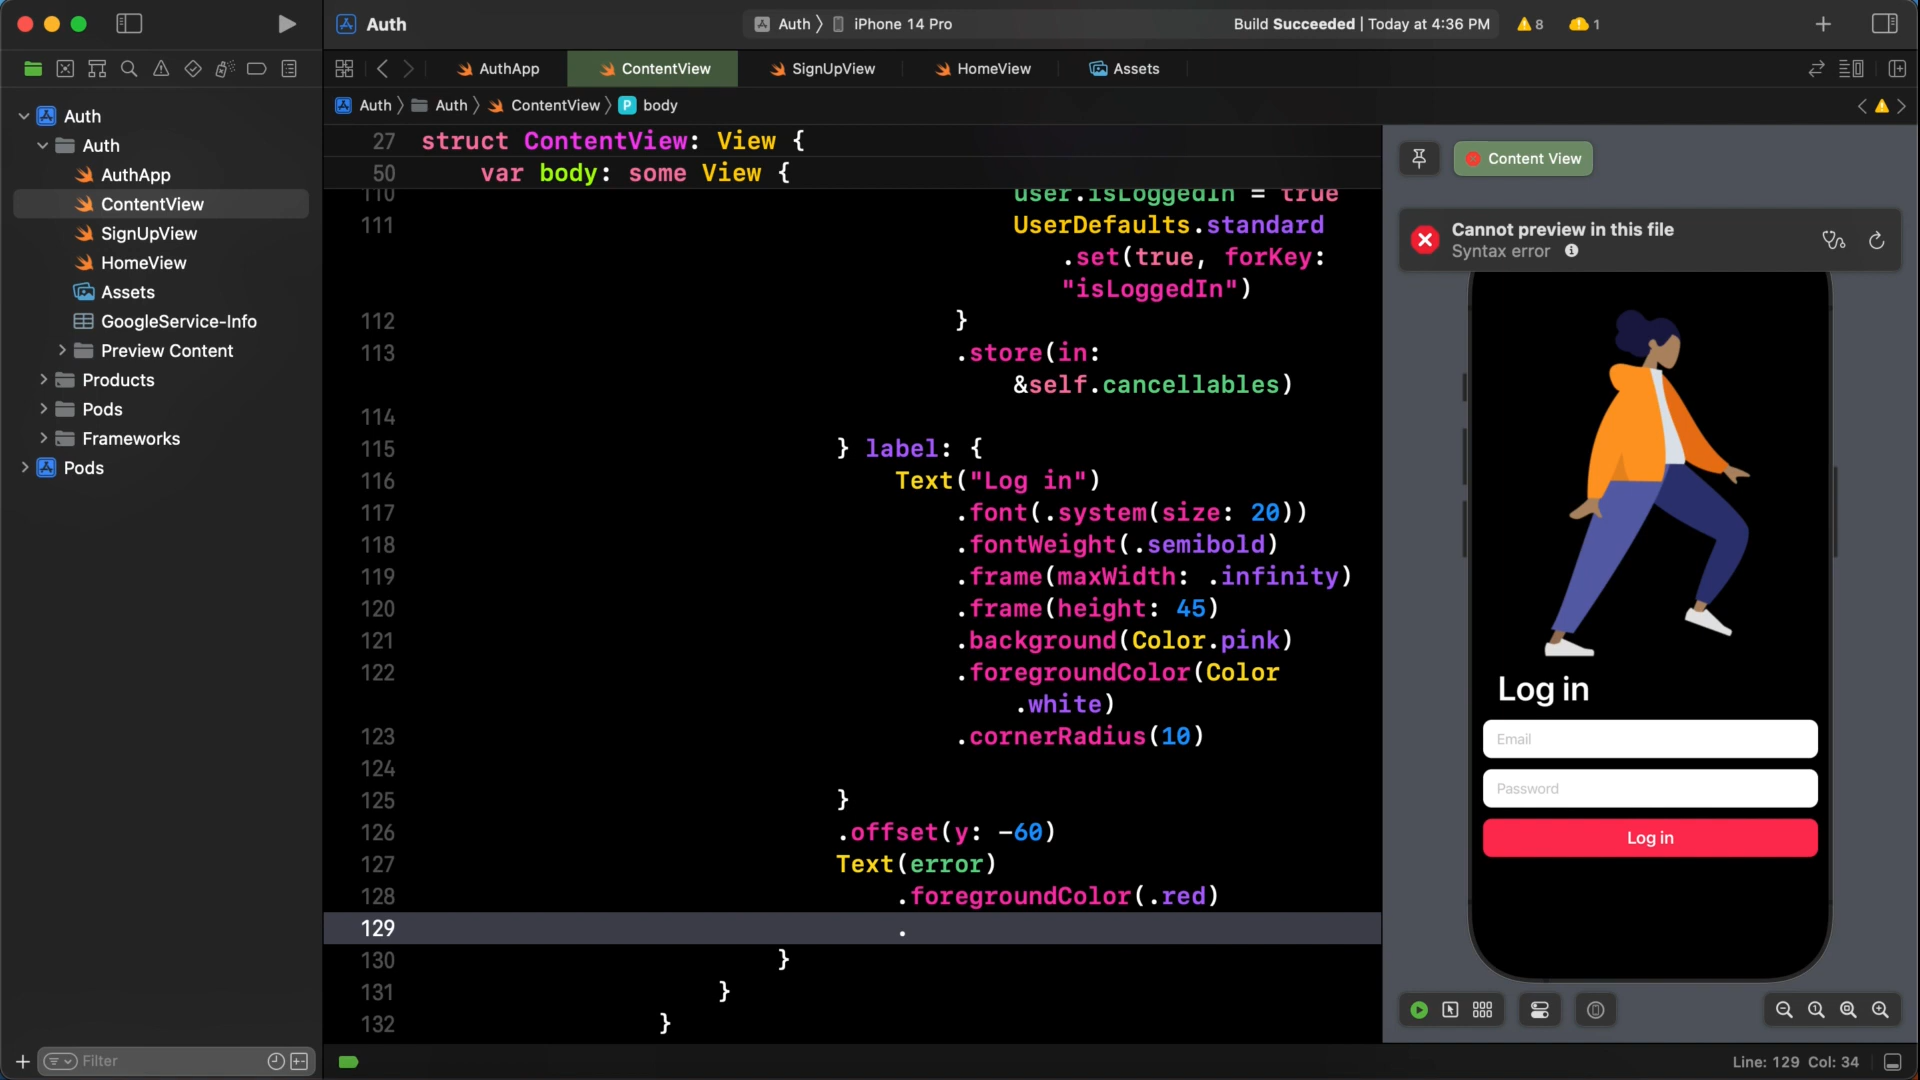 Auth
Auth 〉 iPhone 14 Pro
Build Succeeded | Today at 4:36 PM
8
1
AuthApp
ContentView
SignUpView
HomeView
Assets
Auth 〉 Auth 〉 ContentView 〉 P body
Auth
Auth
AuthApp
ContentView
SignUpView
HomeView
Assets
GoogleService-Info
Preview Content
Products
Pods
Frameworks
Pods
Filter
27 struct ContentView: View {
50 var body: some View {
110 user.isLoggedIn = true
111 UserDefaults.standard
.set(true, forKey:
"isLoggedIn")
112 }
113 .store(in:
&self.cancellables)
114
115 } label: {
116 Text("Log in")
117 .font(.system(size: 20))
118 .fontWeight(.semibold)
119 .frame(maxWidth: .infinity)
120 .frame(height: 45)
121 .background(Color.pink)
122 .foregroundColor(Color
.white)
123 .cornerRadius(10)
124
125 }
126 .offset(y: -60)
127 Text(error)
128 .foregroundColor(.red)
129 .
130 }
131 }
132 }
Content View
Cannot preview in this file
Syntax error
Log in
Email
Password
Log in
Line: 129 Col: 34